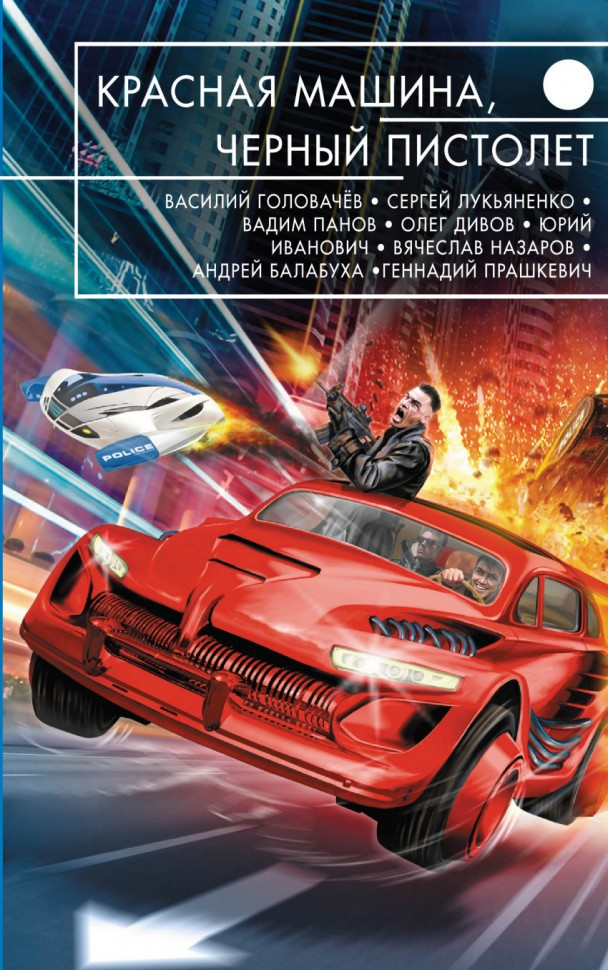 КРАСНАЯ МАШИНА,
ЧЕРНЫЙ ПИСТОЛЕТ
ВАСИЛИЙ ГОЛОВАЧЁВ • СЕРГЕЙ ЛУКЬЯНЕНКО •
ВАДИМ ПАНОВ • ОЛЕГ ДИВОВ • ЮРИЙ
ИВАНОВИЧ • ВЯЧЕСЛАВ НАЗАРОВ •
АНДРЕЙ БАЛАБУХА •ГЕННАДИЙ ПРАШКЕВИЧ
POLICE